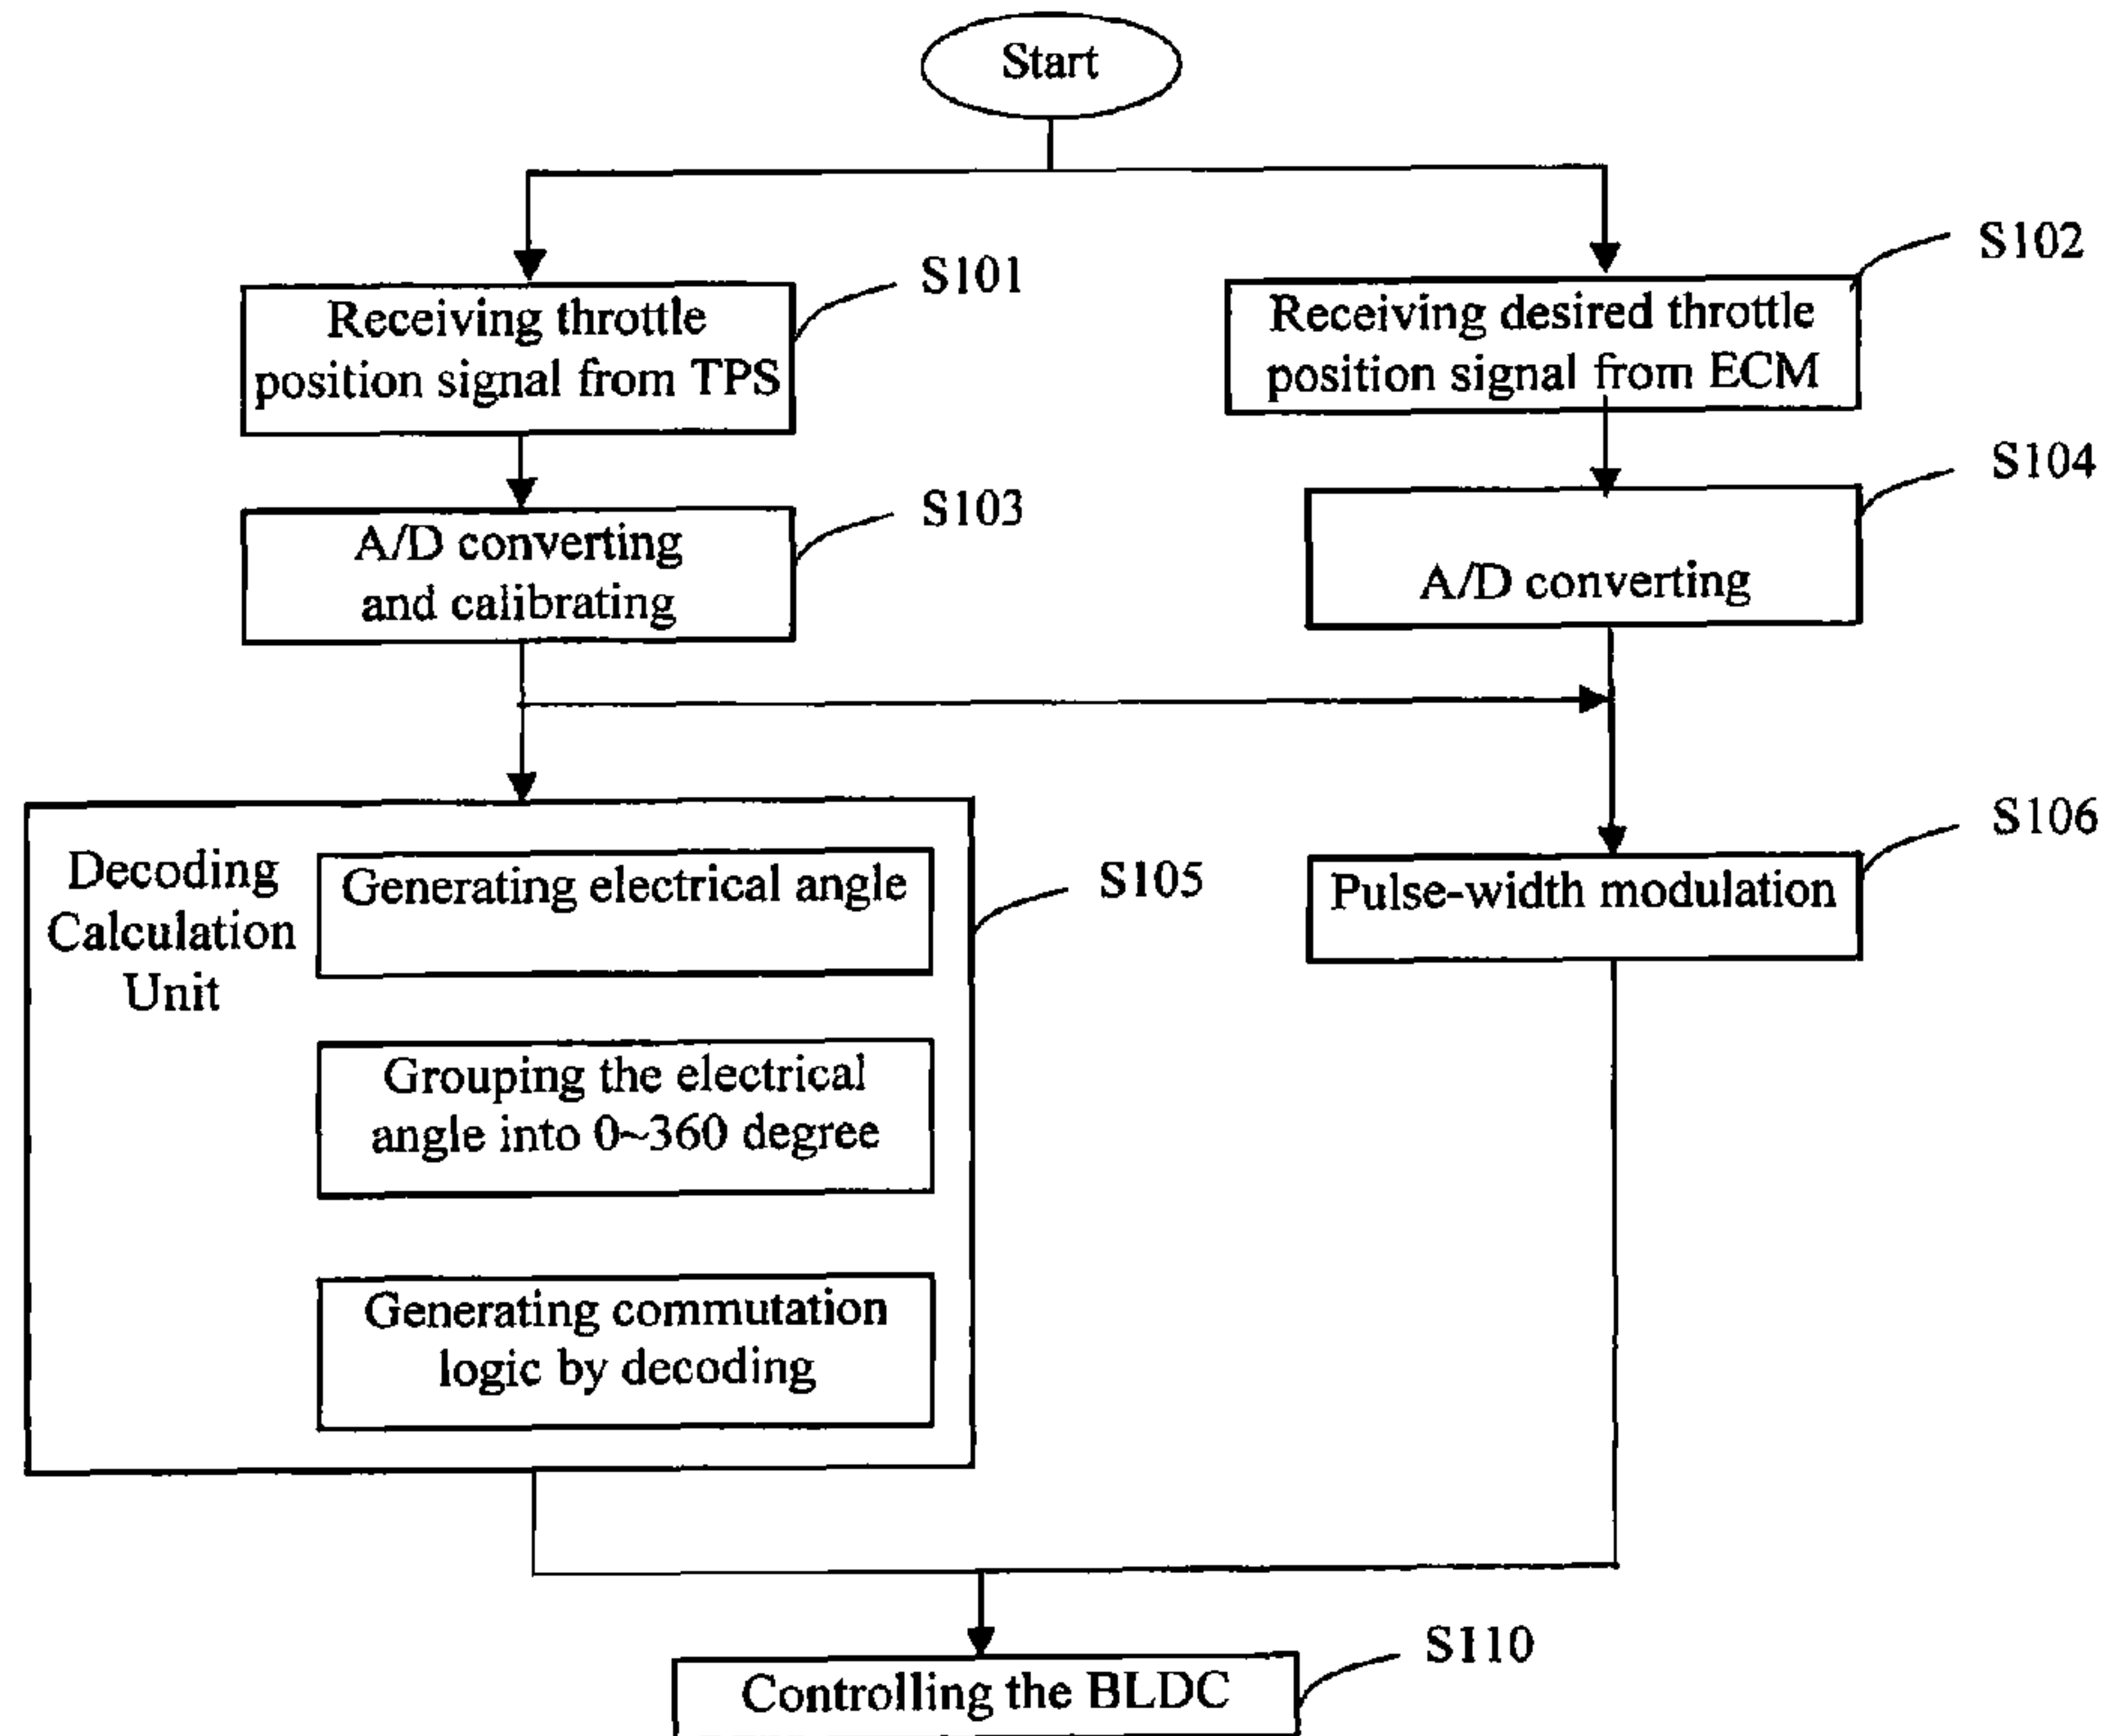 Start
S101
S102
Receiving throttle
position signal from TPS
Receiving desired throttle
position signal from ECM
S103
S104
A/D converting
and calibrating
A/D converting
Decoding
Calculation
Unit
Generating electrical angle
S105
S106
Pulse-width modulation
Grouping the electrical
angle into 0~360 degree
Generating commutation
logic by decoding
S110
Controlling the BLDC